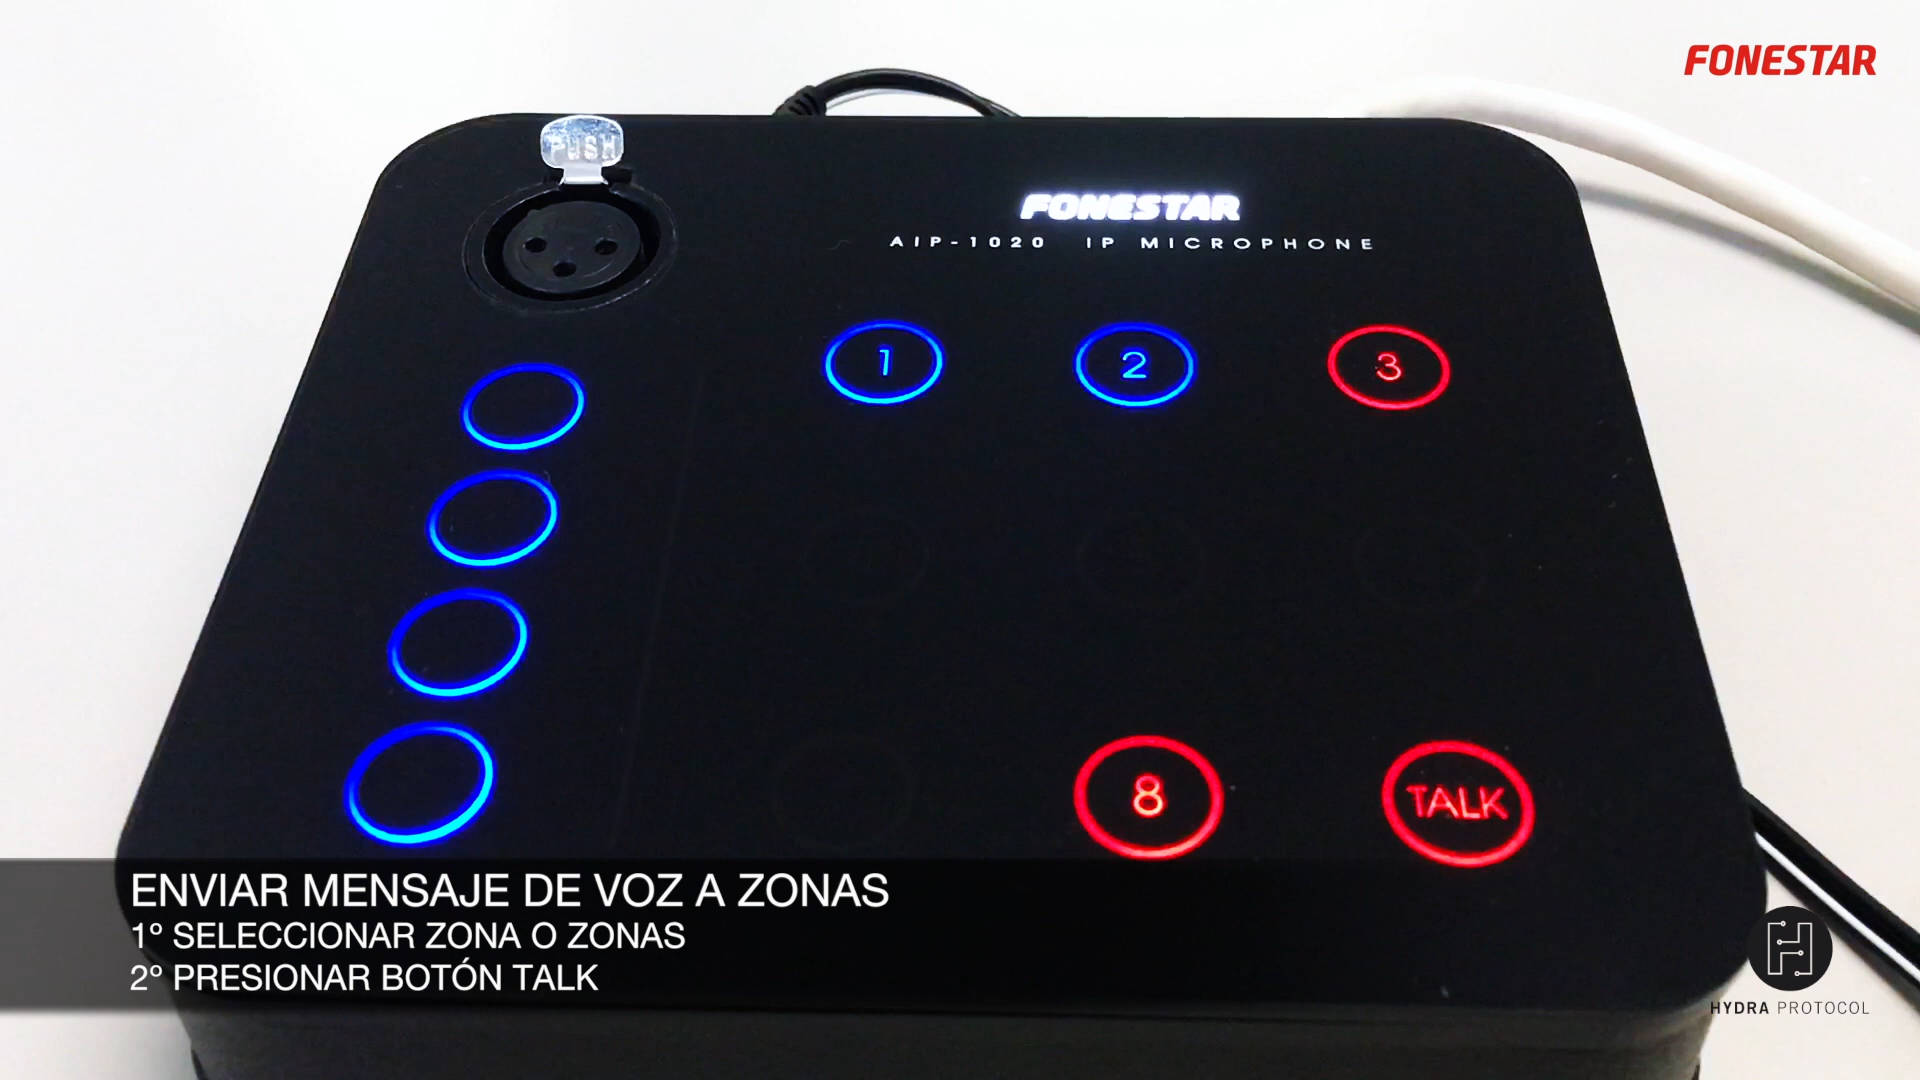 FONESTAR
PUSH
FONESTAR
AIP-1020 IP MICROPHONE
1 2 3
8 TALK
ENVIAR MENSAJE DE VOZ A ZONAS
1º SELECCIONAR ZONA O ZONAS
2º PRESIONAR BOTÓN TALK
HYDRA PROTOCOL